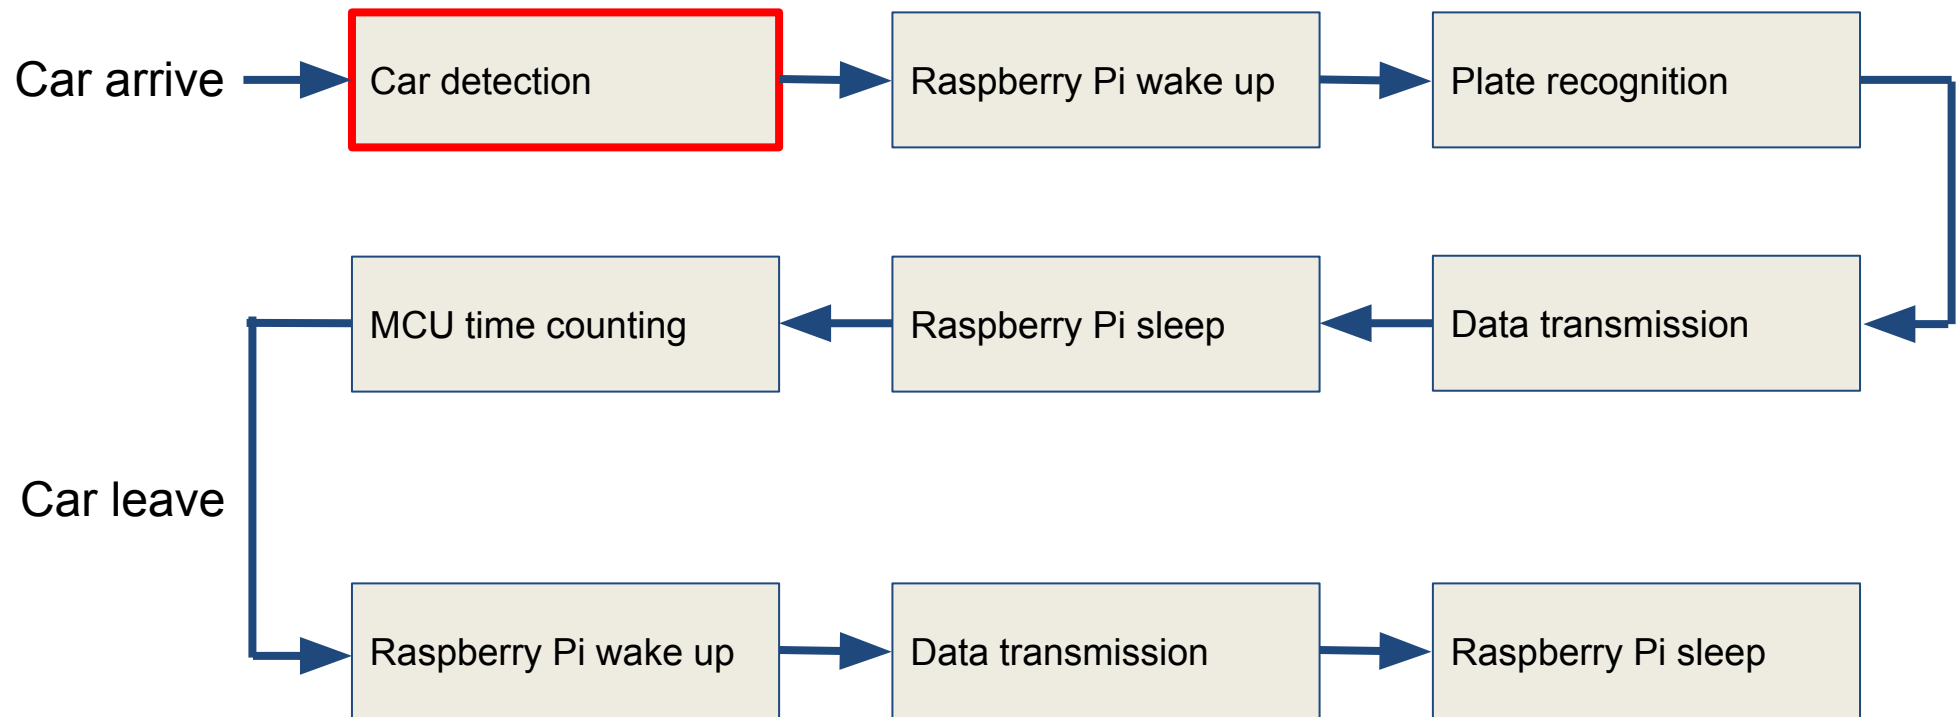 Car arrive
Car detection
Raspberry Pi wake up
Plate recognition
Data transmission
Raspberry Pi sleep
MCU time counting
Car leave
Raspberry Pi wake up
Data transmission
Raspberry Pi sleep